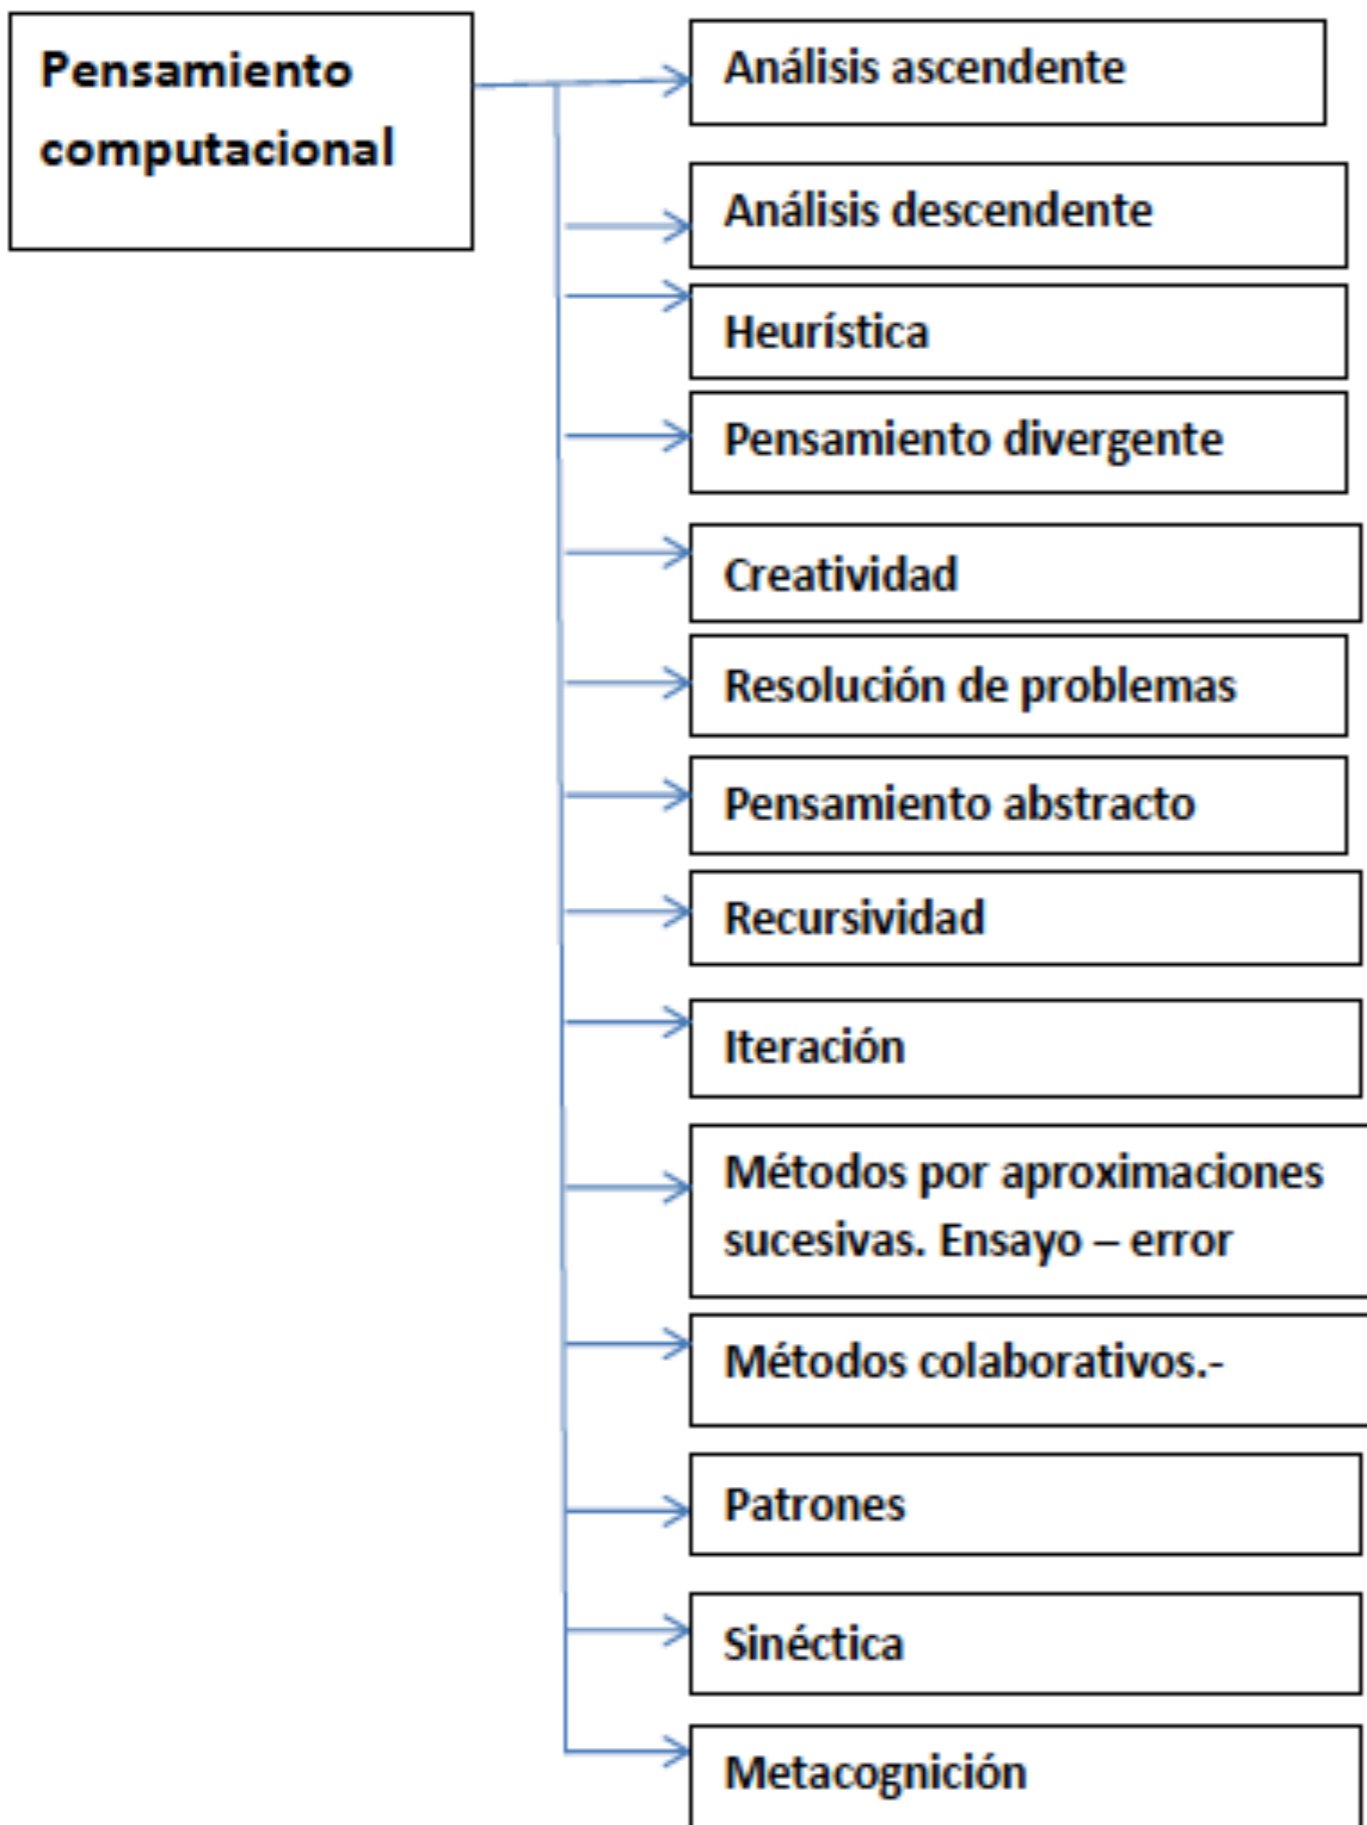 Pensamiento
computacional
Análisis ascendente
Análisis descendente
Heurística
Pensamiento divergente
Creatividad
Resolución de problemas
Pensamiento abstracto
Recursividad
Iteración
Métodos por aproximaciones
sucesivas. Ensayo – error
Métodos colaborativos.-
Patrones
Sinéctica
Metacognición